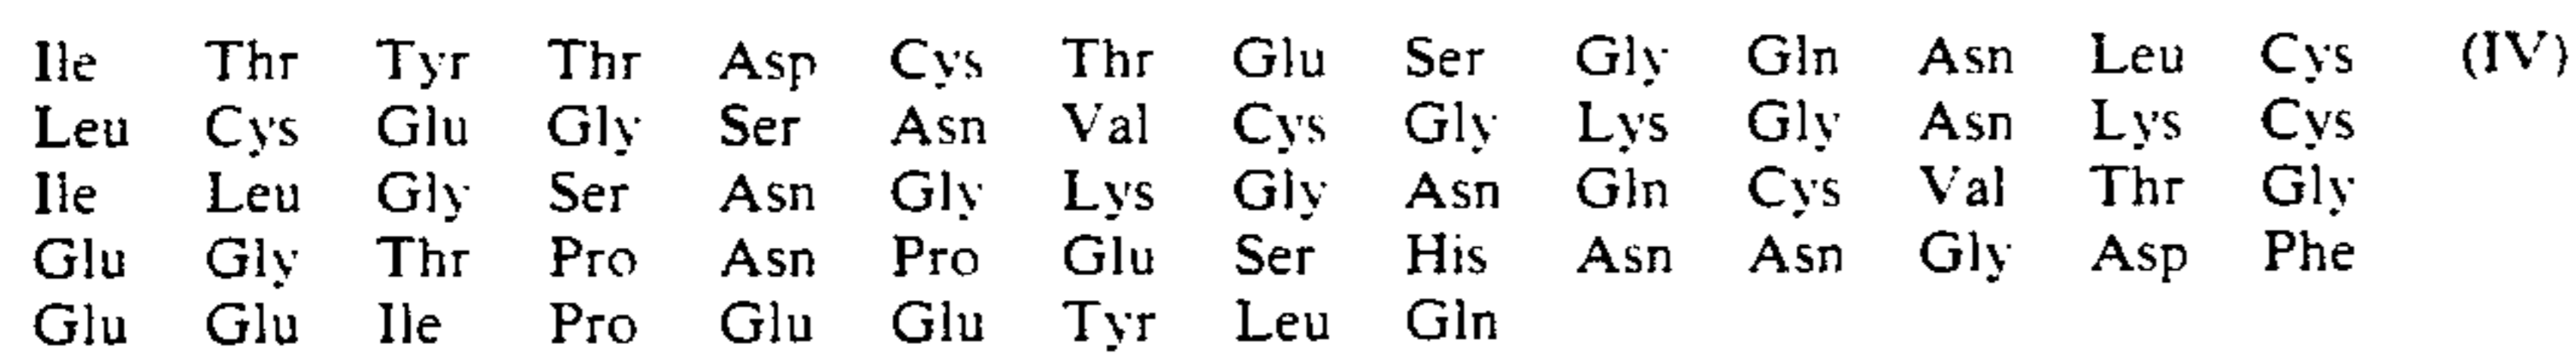 Ile Thr Tyr Thr Asp Cys Thr Glu Ser Gly Gln Asn Leu Cys (IV)
Leu Cys Glu Gly Ser Asn Val Cys Gly Lys Gly Asn Lys Cys
Ile Leu Gly Ser Asn Gly Lys Gly Asn Gln Cys Val Thr Gly
Glu Gly Thr Pro Asn Pro Glu Ser His Asn Asn Gly Asp Phe
Glu Glu Ile Pro Glu Glu Tyr Leu Gln